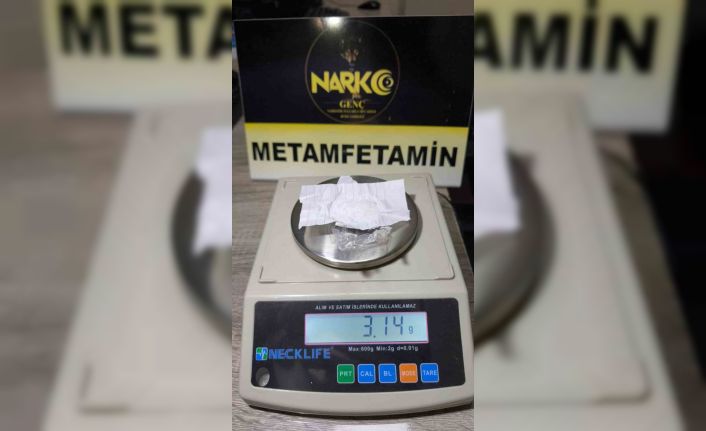 NARKO
GENÇ
METAMFETAMİN
ALIM VE SATIM İŞLERİNDE KULLANILAMAZ
3.14 g
Max:600g Min:2g d=0.01g
NECKLIFE
PRT CAL BL MODE TARE